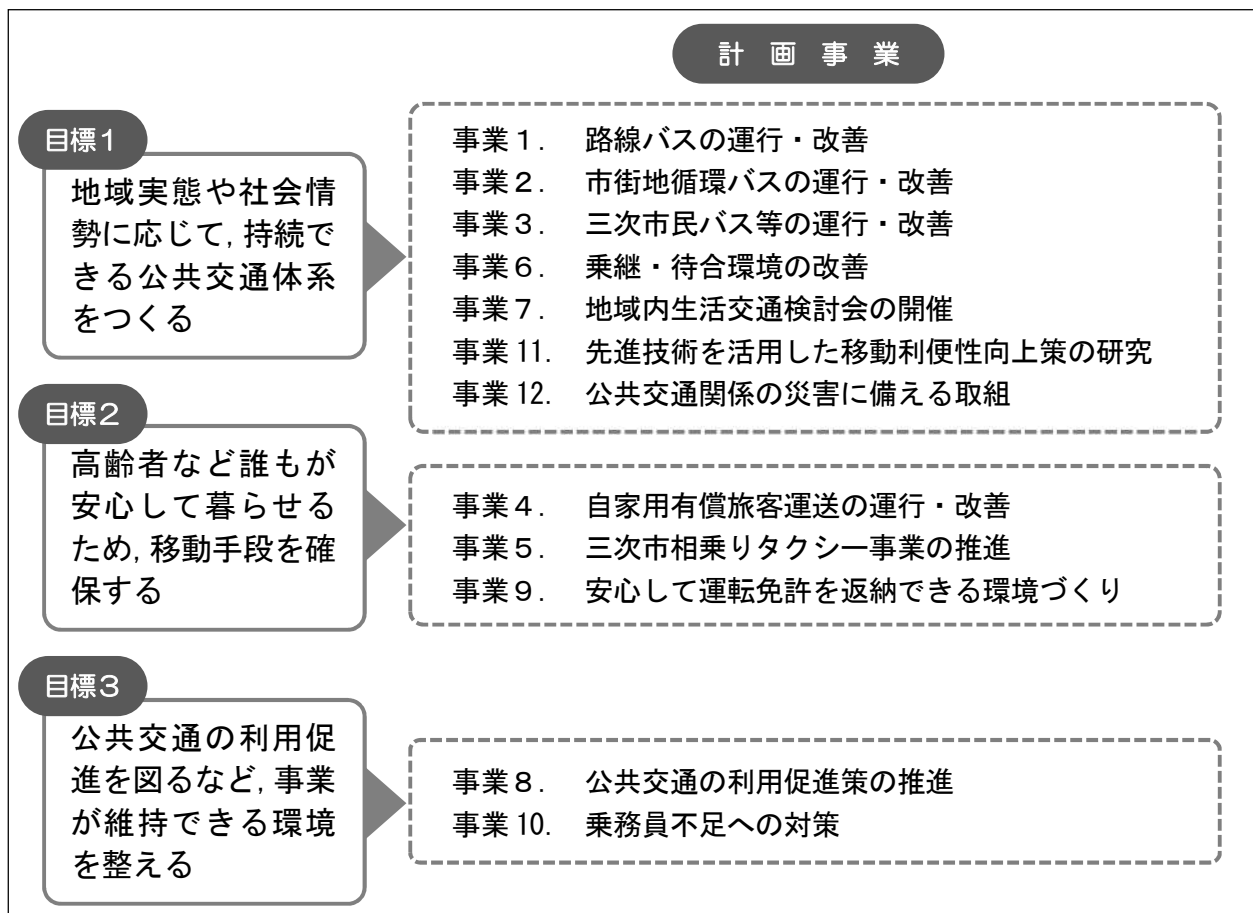 計画事業
目標1
地域実態や社会情
勢に応じて,持続で
きる公共交通体系
をつくる
事業1. 路線バスの運行・改善
事業2. 市街地循環バスの運行・改善
事業3. 三次市民バス等の運行・改善
事業6. 乗継・待合環境の改善
事業7. 地域内生活交通検討会の開催
事業11. 先進技術を活用した移動利便性向上策の研究
事業12. 公共交通関係の災害に備える取組
目標2
高齢者など誰もが
安心して暮らせる
ため,移動手段を確
保する
事業4. 自家用有償旅客運送の運行・改善
事業5. 三次市相乗りタクシー事業の推進
事業9. 安心して運転免許を返納できる環境づくり
目標3
公共交通の利用促
進を図るなど,事業
が維持できる環境
を整える
事業8. 公共交通の利用促進策の推進
事業10. 乗務員不足への対策